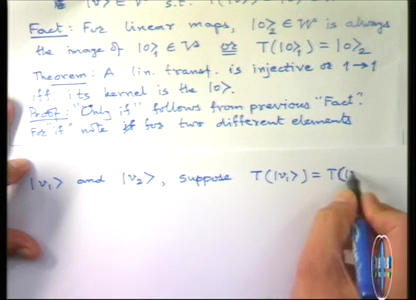 |v> ∈ V s.t.
Fact: For linear maps, |0>₂ ∈ W is always
the image of |0>₁ ∈ V or T(|0>₁) = |0>₂
Theorem: A lin. transf. is injective or 1→1
iff its kernel is the |0>.
Proof: "Only if" follows from previous "Fact".
For "if" note if for two different elements
|v₁> and |v₂>, suppose T(|v₁>) = T(|v